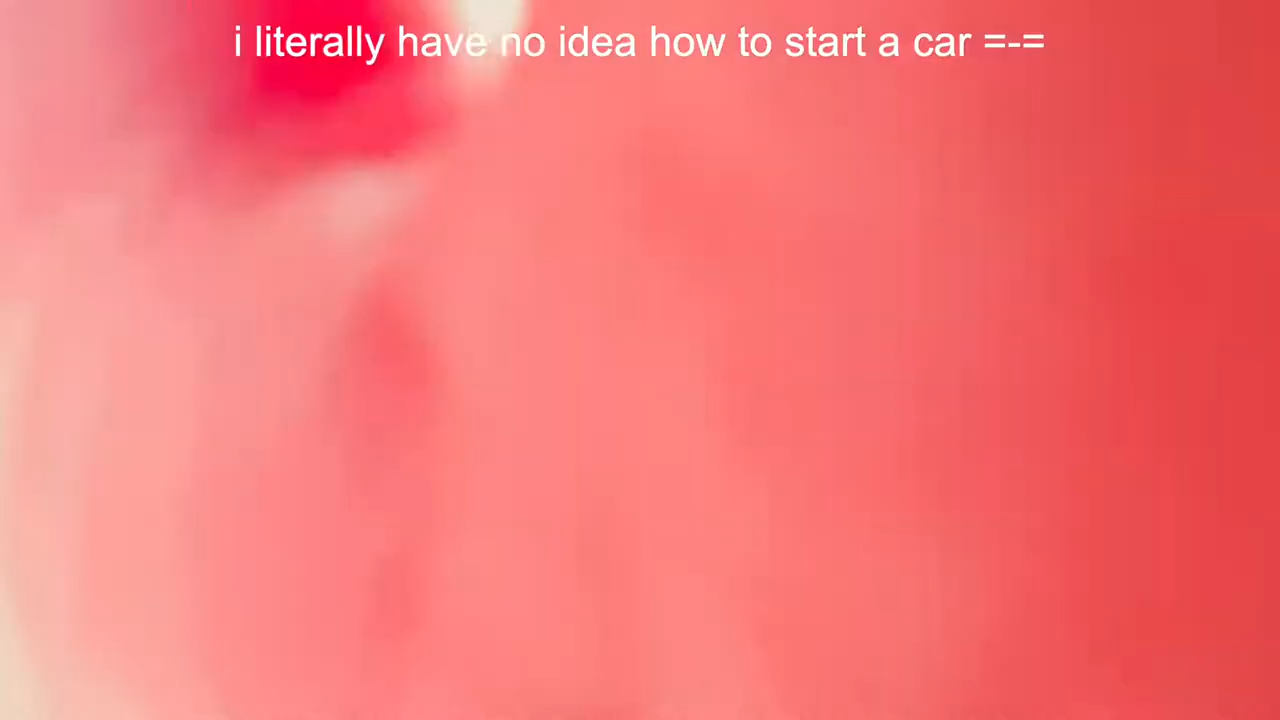 i literally have no idea how to start a car =-=